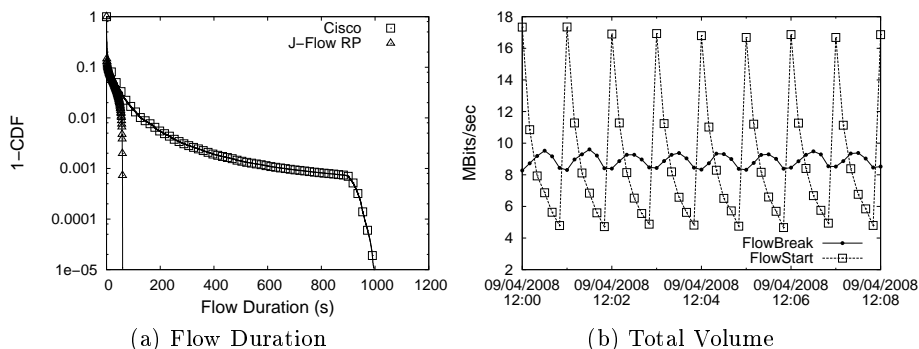 1
0.1
0.01
0.001
0.0001
1e-05
1-CDF
Cisco
J-Flow RP
0 200 400 600 800 1000 1200
Flow Duration (s)
(a) Flow Duration
18
16
14
12
10
8
6
4
2
MBits/sec
FlowBreak
FlowStart
09/04/2008 09/04/2008 09/04/2008 09/04/2008 09/04/2008
12:00 12:02 12:04 12:06 12:08
(b) Total Volume